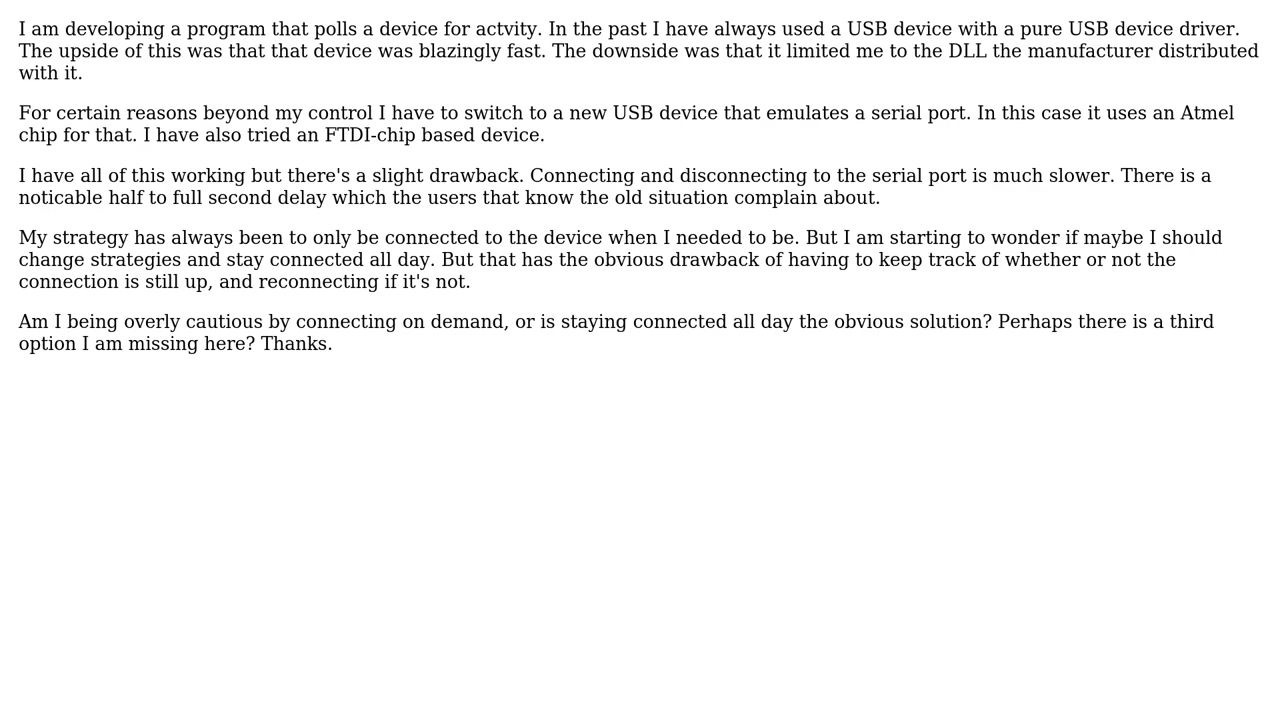 I am developing a program that polls a device for actvity. In the past I have always used a USB device with a pure USB device driver.
The upside of this was that that device was blazingly fast. The downside was that it limited me to the DLL the manufacturer distributed
with it.
For certain reasons beyond my control I have to switch to a new USB device that emulates a serial port. In this case it uses an Atmel
chip for that. I have also tried an FTDI-chip based device.
I have all of this working but there's a slight drawback. Connecting and disconnecting to the serial port is much slower. There is a
noticable half to full second delay which the users that know the old situation complain about.
My strategy has always been to only be connected to the device when I needed to be. But I am starting to wonder if maybe I should
change strategies and stay connected all day. But that has the obvious drawback of having to keep track of whether or not the
connection is still up, and reconnecting if it's not.
Am I being overly cautious by connecting on demand, or is staying connected all day the obvious solution? Perhaps there is a third
option I am missing here? Thanks.